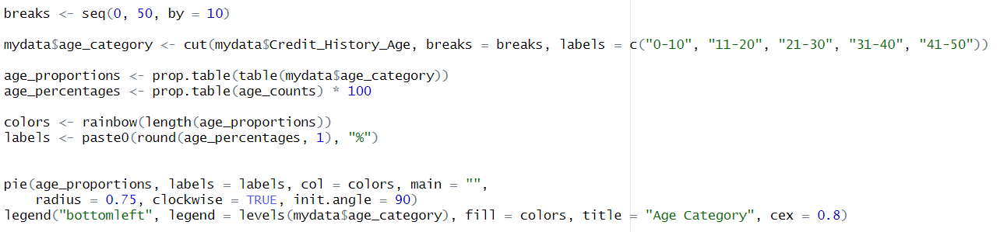 breaks <- seq(0, 50, by = 10)
mydata$age_category <- cut(mydata$Credit_History_Age, breaks = breaks, labels = c("0-10", "11-20", "21-30", "31-40", "41-50"))
age_proportions <- prop.table(table(mydata$age_category))
age_percentages <- prop.table(age_counts) * 100
colors <- rainbow(length(age_proportions))
labels <- paste0(round(age_percentages, 1), "%")
pie(age_proportions, labels = labels, col = colors, main = "",
    radius = 0.75, clockwise = TRUE, init.angle = 90)
legend("bottomleft", legend = levels(mydata$age_category), fill = colors, title = "Age Category", cex = 0.8)